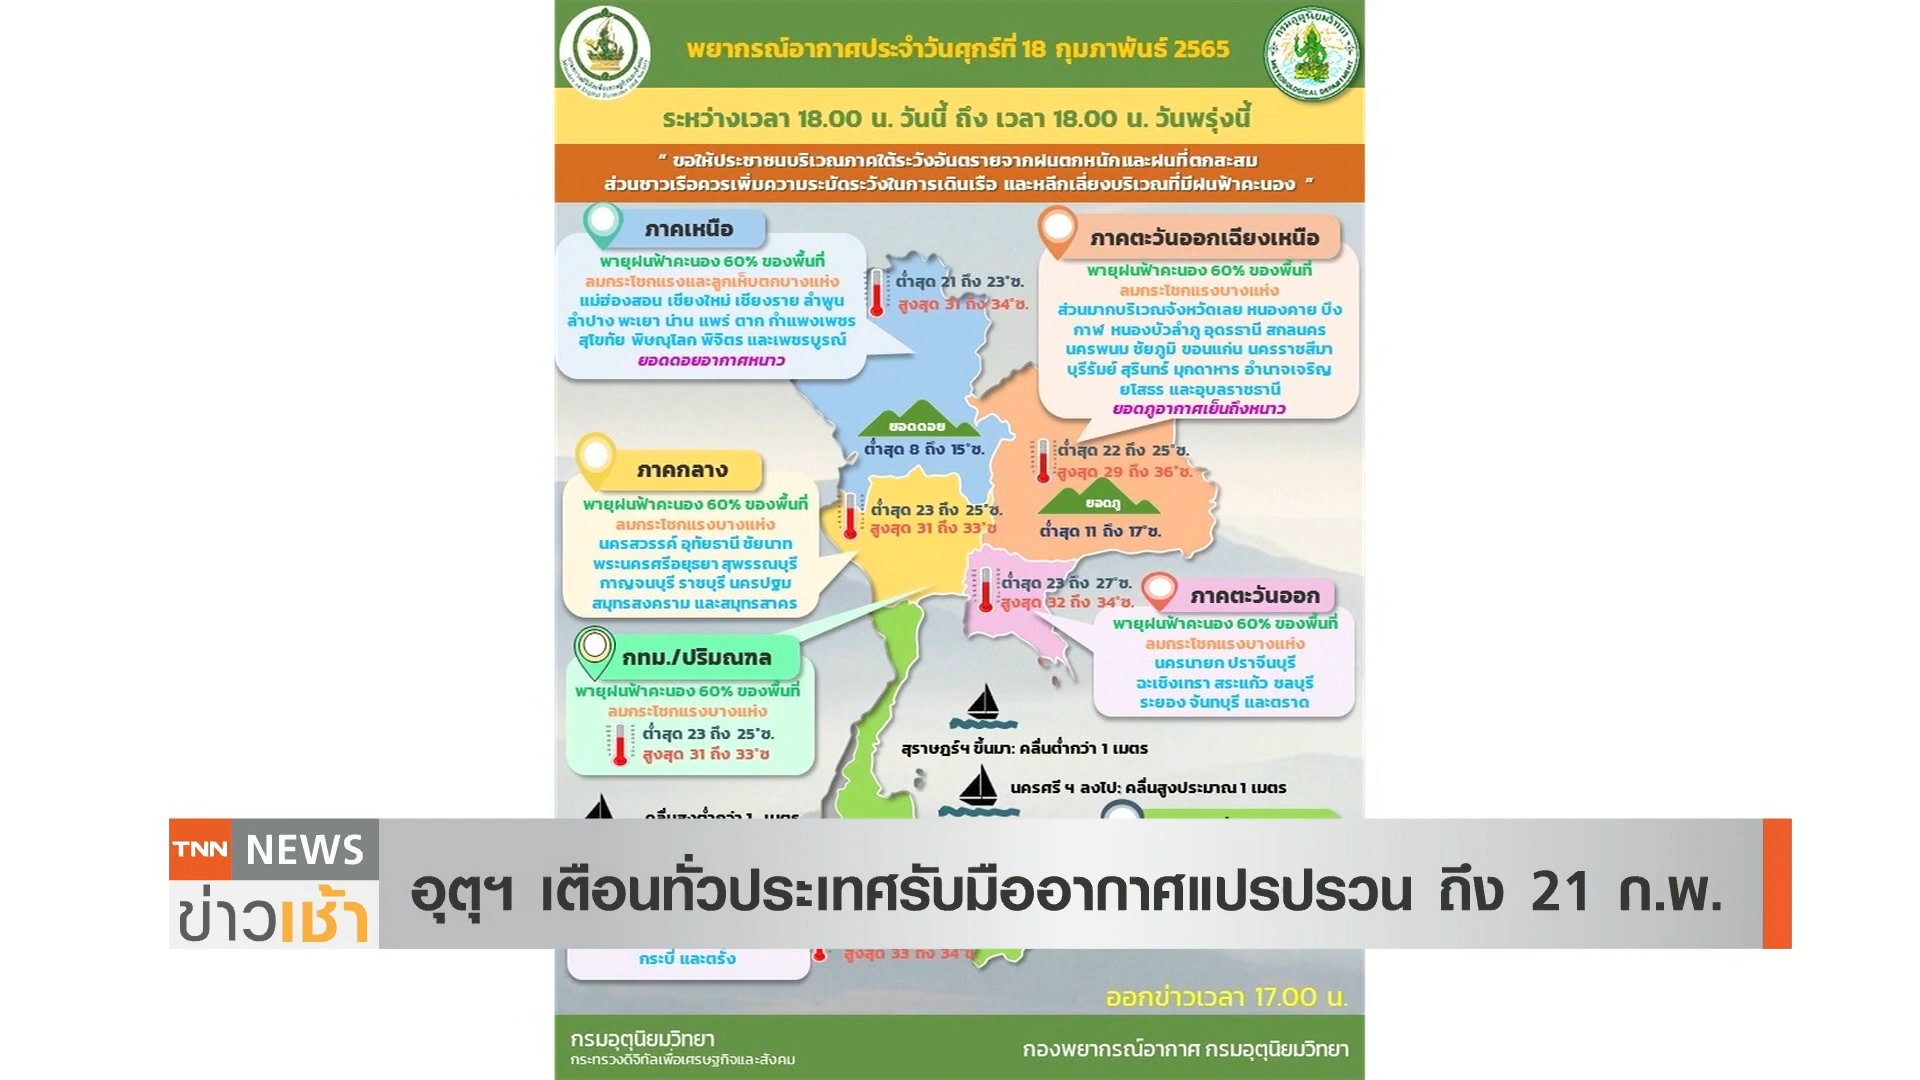 พยากรณ์อากาศประจำวันศุกร์ที่ 18 กุมภาพันธ์ 2565
ระหว่างเวลา 18.00 น. วันนี้ ถึง เวลา 18.00 น. วันพรุ่งนี้
" ขอให้ประชาชนบริเวณภาคใต้ระวังอันตรายจากฝนตกหนักและฝนที่ตกสะสม
ส่วนชาวเรือควรเพิ่มความระมัดระวังในการเดินเรือ และหลีกเลี่ยงบริเวณที่มีฝนฟ้าคะนอง "
ภาคเหนือ
พายุฝนฟ้าคะนอง 60% ของพื้นที่
ลมกระโชกแรงและลูกเห็บตกบางแห่ง
แม่ฮ่องสอน เชียงใหม่ เชียงราย ลำพูน
ลำปาง พะเยา น่าน แพร่ ตาก กำแพงเพชร
สุโขทัย พิษณุโลก พิจิตร และเพชรบูรณ์
ยอดดอยอากาศหนาว
ต่ำสุด 21 ถึง 23°ซ.
สูงสุด 31 ถึง 34°ซ.
ยอดดอย
ต่ำสุด 8 ถึง 15°ซ.
ภาคตะวันออกเฉียงเหนือ
พายุฝนฟ้าคะนอง 60% ของพื้นที่
ลมกระโชกแรงบางแห่ง
ส่วนมากบริเวณจังหวัดเลย หนองคาย บึง
กาฬ หนองบัวลำภู อุดรธานี สกลนคร
นครพนม ชัยภูมิ ขอนแก่น นครราชสีมา
บุรีรัมย์ สุรินทร์ มุกดาหาร อำนาจเจริญ
ยโสธร และอุบลราชธานี
ยอดภูอากาศเย็นถึงหนาว
ต่ำสุด 22 ถึง 25°ซ.
สูงสุด 29 ถึง 36°ซ.
ยอดภู
ต่ำสุด 11 ถึง 17°ซ.
ภาคกลาง
พายุฝนฟ้าคะนอง 60% ของพื้นที่
ลมกระโชกแรงบางแห่ง
นครสวรรค์ อุทัยธานี ชัยนาท
พระนครศรีอยุธยา สุพรรณบุรี
กาญจนบุรี ราชบุรี นครปฐม
สมุทรสงคราม และสมุทรสาคร
ต่ำสุด 23 ถึง 25°ซ.
สูงสุด 31 ถึง 33°ซ
ภาคตะวันออก
พายุฝนฟ้าคะนอง 60% ของพื้นที่
ลมกระโชกแรงบางแห่ง
นครนายก ปราจีนบุรี
ฉะเชิงเทรา สระแก้ว ชลบุรี
ระยอง จันทบุรี และตราด
ต่ำสุด 23 ถึง 27°ซ.
สูงสุด 32 ถึง 34°ซ.
กทม./ปริมณฑล
พายุฝนฟ้าคะนอง 60% ของพื้นที่
ลมกระโชกแรงบางแห่ง
ต่ำสุด 23 ถึง 25°ซ.
สูงสุด 31 ถึง 33°ซ
สุราษฎร์ฯ ขึ้นมา: คลื่นต่ำกว่า 1 เมตร
นครศรี ฯ ลงไป: คลื่นสูงประมาณ 1 เมตร
คลื่นสูงต่ำกว่า 1 เมตร
TNN NEWS
ข่าวเช้า
อุตุฯ เตือนทั่วประเทศรับมืออากาศแปรปรวน ถึง 21 ก.พ.
กระบี่ และตรัง
สูงสุด 33 ถึง 34°ซ
ออกข่าวเวลา 17.00 น.
กรมอุตุนิยมวิทยา
กระทรวงดิจิทัลเพื่อเศรษฐกิจและสังคม
กองพยากรณ์อากาศ กรมอุตุนิยมวิทยา